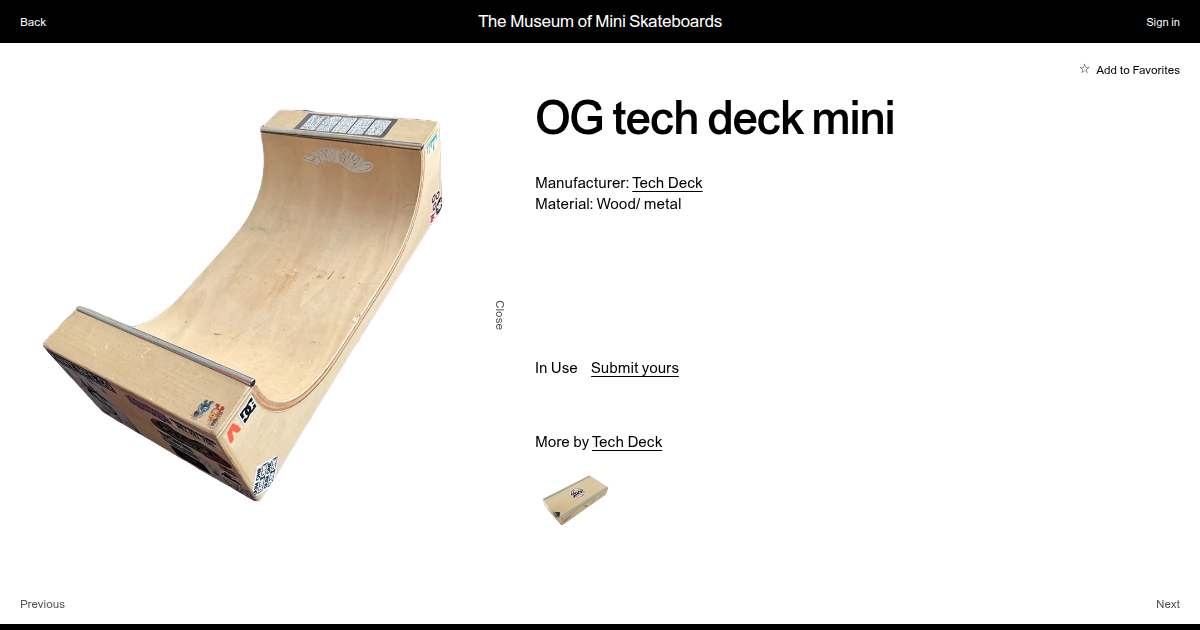 Back
The Museum of Mini Skateboards
Sign in
☆ Add to Favorites
OG tech deck mini
Manufacturer: Tech Deck
Material: Wood/ metal
Close
In Use Submit yours
More by Tech Deck
Previous
Next